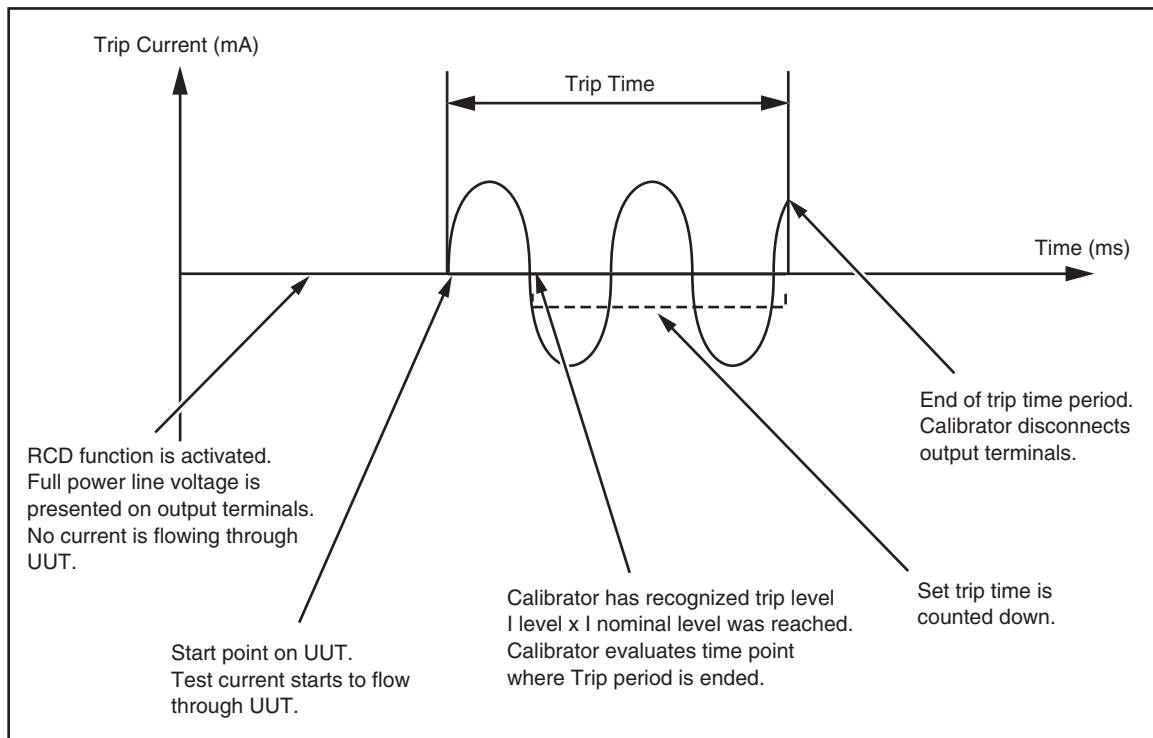 Trip Current (mA)
Trip Time
Time (ms)
RCD function is activated.
Full power line voltage is
presented on output terminals.
No current is flowing through
UUT.
Start point on UUT.
Test current starts to flow
through UUT.
Calibrator has recognized trip level
I level x I nominal level was reached.
Calibrator evaluates time point
where Trip period is ended.
Set trip time is
counted down.
End of trip time period.
Calibrator disconnects
output terminals.